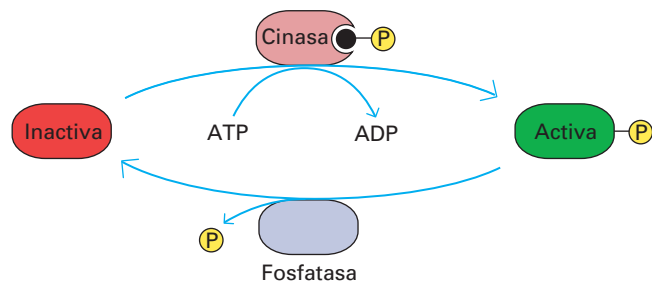 Cinasa
P
Inactiva
ATP
ADP
Activa
P
P
Fosfatasa